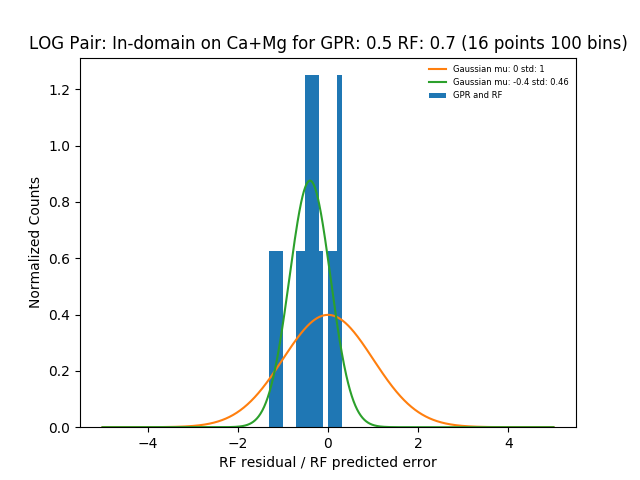 LOG Pair: In-domain on Ca+Mg for GPR: 0.5 RF: 0.7 (16 points 100 bins)
Gaussian mu: 0 std: 1
Gaussian mu: -0.4 std: 0.46
GPR and RF
Normalized Counts
1.2
1.0
0.8
0.6
0.4
0.2
0.0
−4
−2
0
2
4
RF residual / RF predicted error